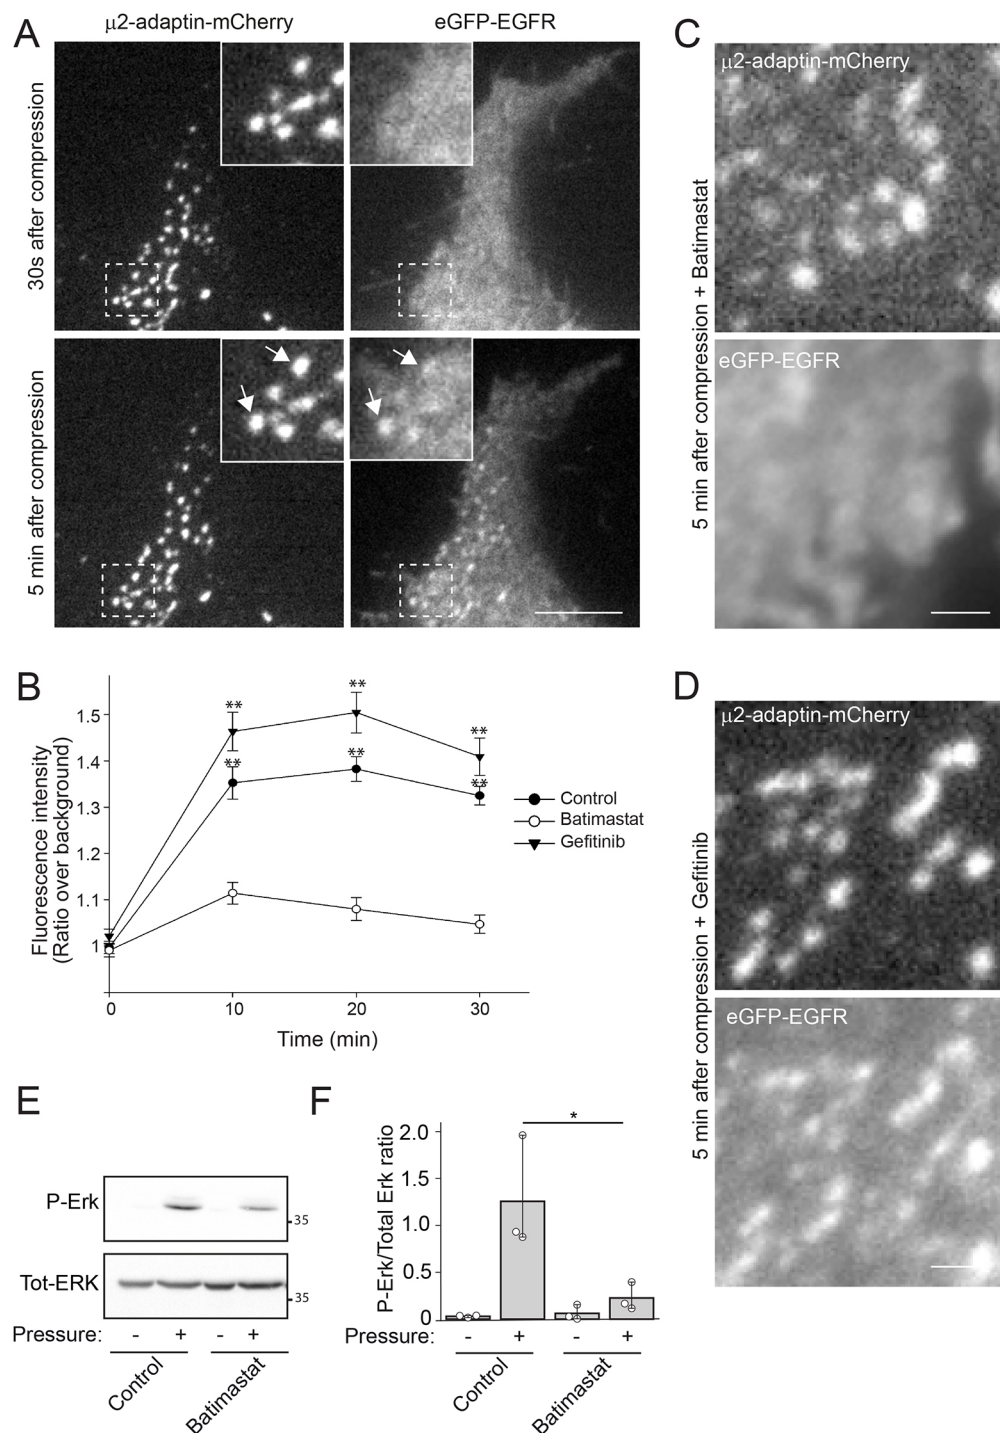 A
μ2-adaptin-mCherry
eGFP-EGFR
30s after compression
5 min after compression
C
μ2-adaptin-mCherry
eGFP-EGFR
5 min after compression + Batimastat
B
**
**
**
**
**
**
1.5
1.4
1.3
1.2
1.1
1
Fluorescence intensity
(Ratio over background)
0
10
20
30
Time (min)
Control
Batimastat
Gefitinib
D
μ2-adaptin-mCherry
eGFP-EGFR
5 min after compression + Gefitinib
E
P-Erk
35
Tot-ERK
35
Pressure: - + - +
Control
Batimastat
F
*
2.0
1.5
1.0
0.5
0
P-Erk/Total Erk ratio
Pressure: - + - +
Control
Batimastat